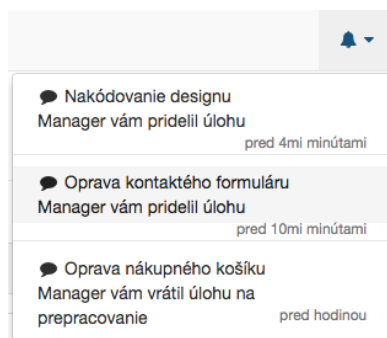 Nakódovanie designu
Manager vám pridelil úlohu
pred 4mi minútami
Oprava kontaktého formuláru
Manager vám pridelil úlohu
pred 10mi minútami
Oprava nákupného košíku
Manager vám vrátil úlohu na
prepracovanie pred hodinou